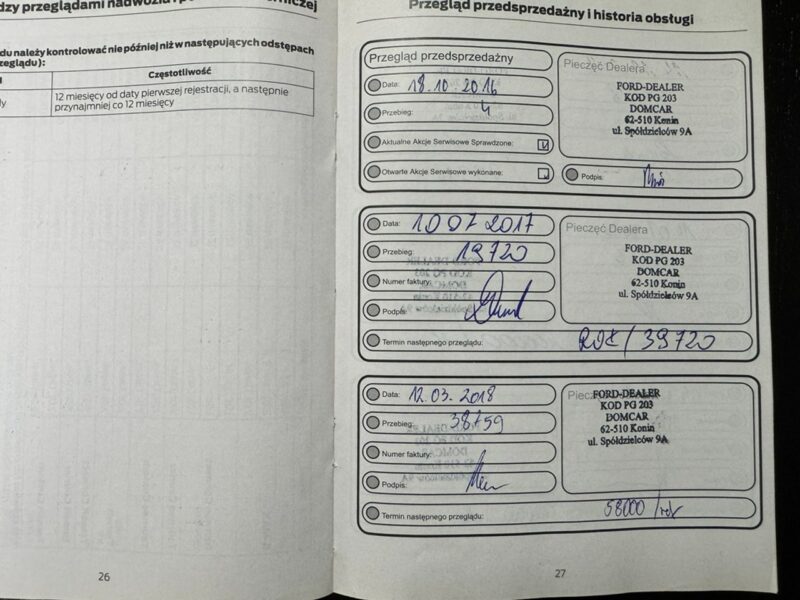 dzy przeglądami nadwozia i p
niczej
du należy kontrolować nie później niż w następujących odstępach
zeglądu):
Częstotliwość
dy
12 miesięcy od daty pierwszej rejestracji, a następnie
przynajmniej co 12 miesięcy
26
Przegląd przedsprzedażny i historia obsługi
Przegląd przedsprzedażny
Data: 18.10.2016
Przebieg: 4
Aktualne Akcje Serwisowe Sprawdzone:
Otwarte Akcje Serwisowe wykonane:
Pieczęć Dealera
FORD-DEALER
KOD PG 203
DOMCAR
62-510 Konin
ul. Spółdzielców 9A
Podpis:
Data: 10 07 2017
Przebieg: 19720
Numer faktury:
Podpis:
Pieczęć Dealera
FORD-DEALER
KOD PG 203
DOMCAR
62-510 Konin
ul. Spółdzielców 9A
Termin następnego przeglądu: ROK / 39720
Data: 12.03.2018
Przebieg: 38759
Numer faktury:
Podpis:
Piec
FORD-DEALER
KOD PG 203
DOMCAR
62-510 Konin
ul. Spółdzielców 9A
Termin następnego przeglądu: 58000 / rok
27